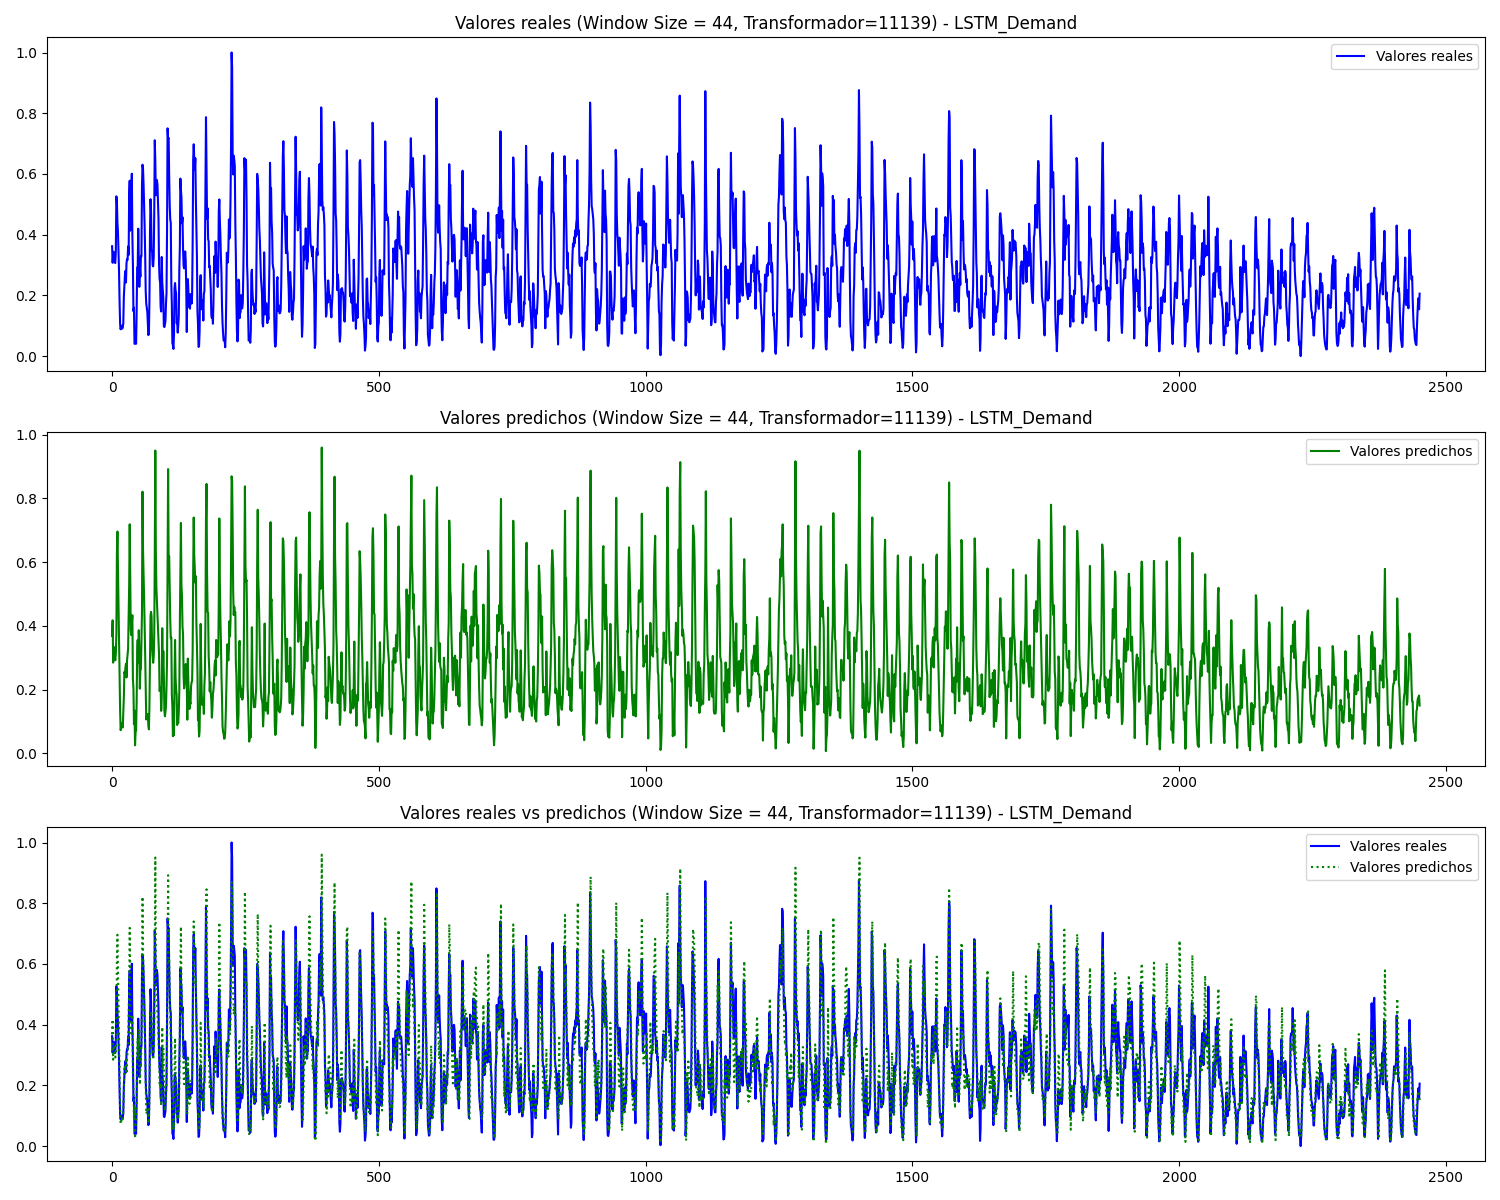 Valores reales (Window Size = 44, Transformador=11139) - LSTM_Demand
Valores reales
1.0
0.8
0.6
0.4
0.2
0.0
0 500 1000 1500 2000 2500
Valores predichos (Window Size = 44, Transformador=11139) - LSTM_Demand
Valores predichos
1.0
0.8
0.6
0.4
0.2
0.0
0 500 1000 1500 2000 2500
Valores reales vs predichos (Window Size = 44, Transformador=11139) - LSTM_Demand
Valores reales
Valores predichos
1.0
0.8
0.6
0.4
0.2
0.0
0 500 1000 1500 2000 2500